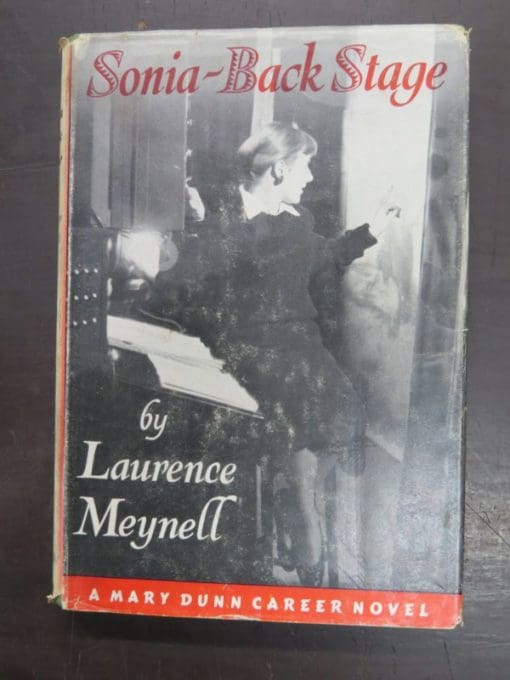 Sonia-Back Stage
by
Laurence
Meynell
A MARY DUNN CAREER NOVEL